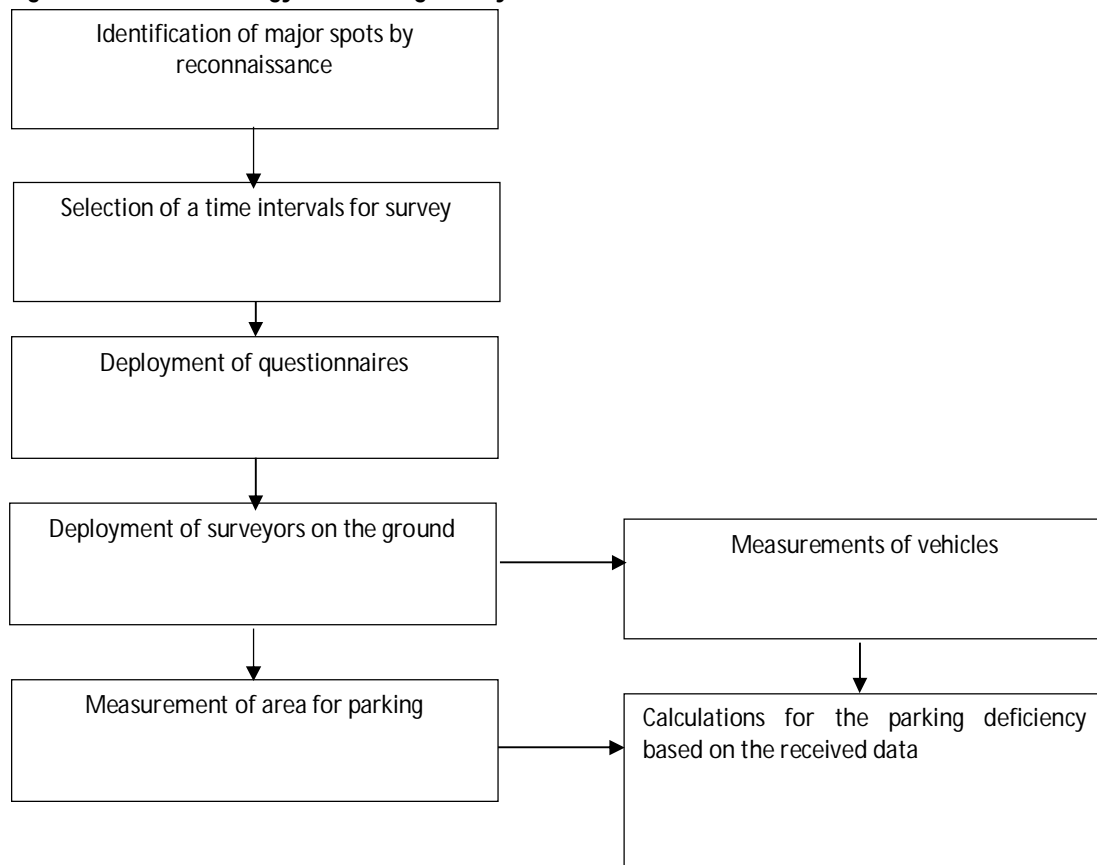 Identification of major spots by
reconnaissance
Selection of a time intervals for survey
Deployment of questionnaires
Deployment of surveyors on the ground
Measurements of vehicles
Measurement of area for parking
Calculations for the parking deficiency
based on the received data